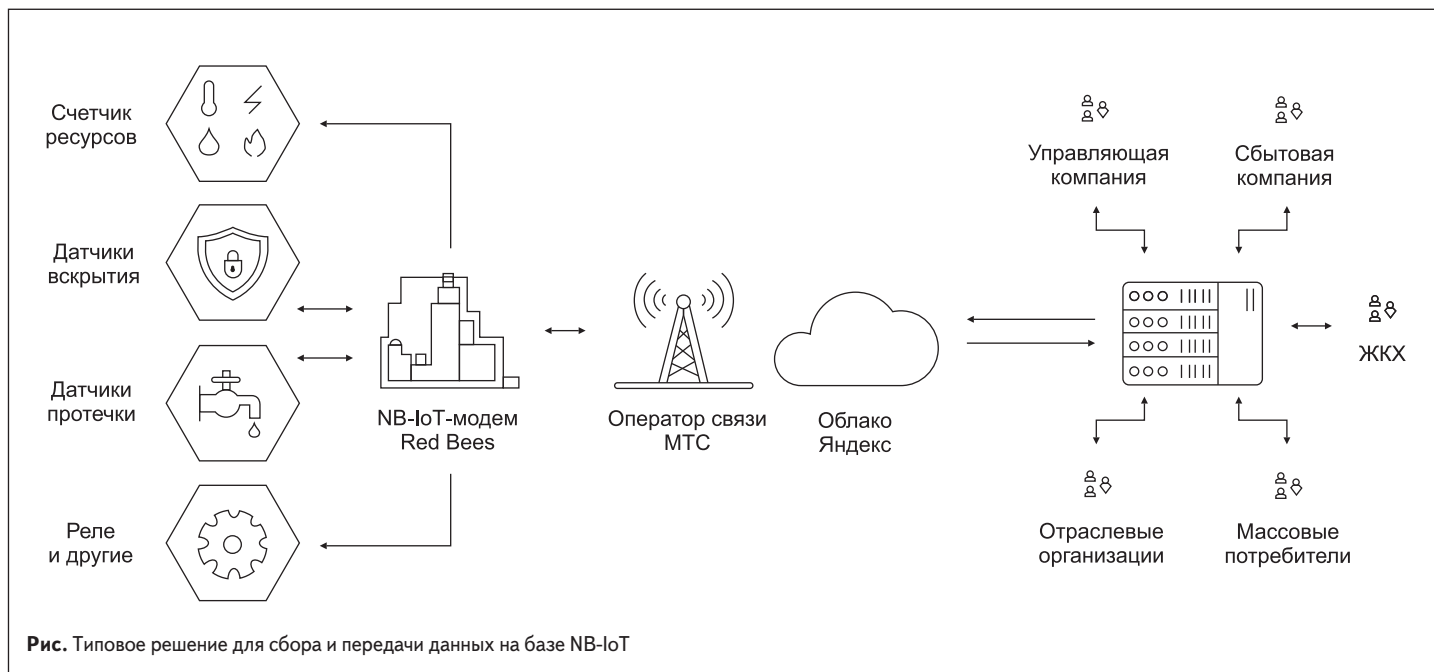 Счетчик
ресурсов
Датчики
вскрытия
Датчики
протечки
Реле
и другие
NB-IoT-модем
Red Bees
Оператор связи
МТС
Облако
Яндекс
Управляющая
компания
Сбытовая
компания
ЖКХ
Отраслевые
организации
Массовые
потребители
Рис. Типовое решение для сбора и передачи данных на базе NB-IoT